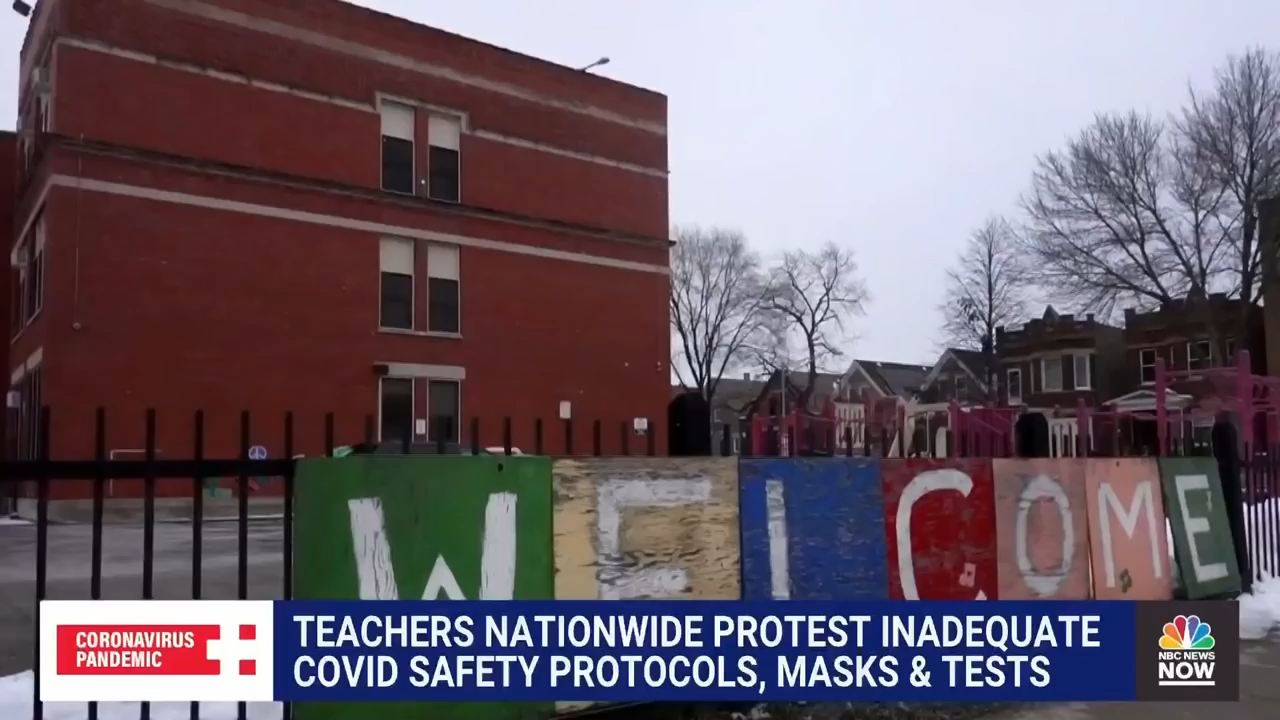 WELCOME
CORONAVIRUS
PANDEMIC
TEACHERS NATIONWIDE PROTEST INADEQUATE
COVID SAFETY PROTOCOLS, MASKS & TESTS
NBC NEWS
NOW